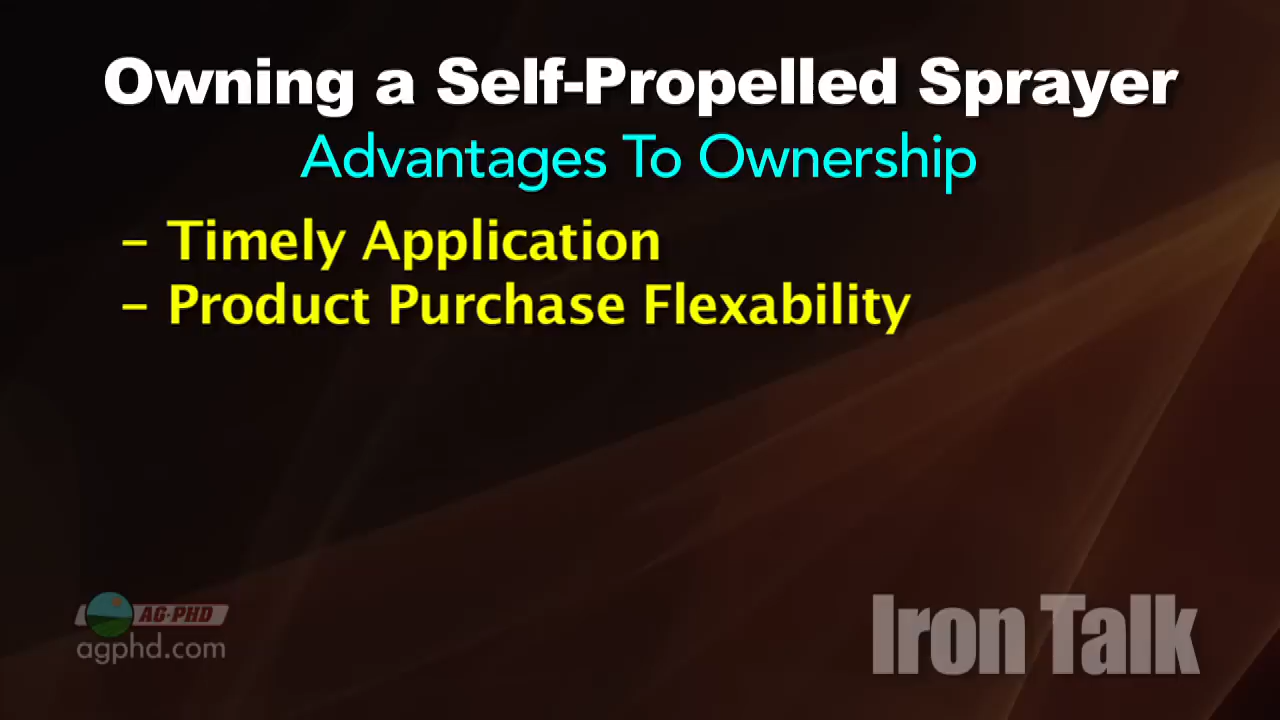 Owning a Self-Propelled Sprayer
Advantages To Ownership
– Timely Application
– Product Purchase Flexability
AG·PHD
agphd.com
Iron Talk